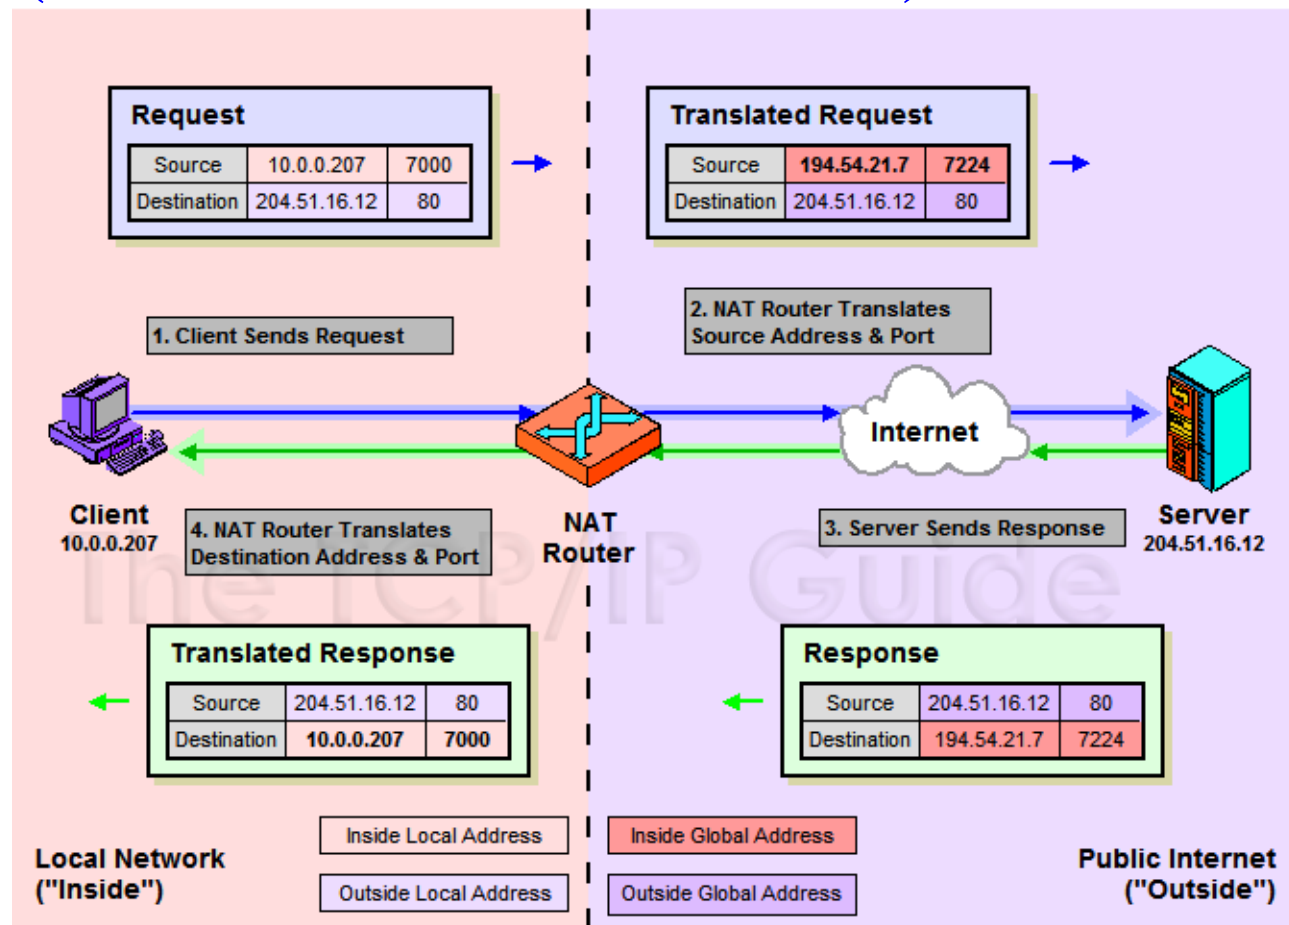 Request
Source 10.0.0.207 7000
Destination 204.51.16.12 80
Translated Request
Source 194.54.21.7 7224
Destination 204.51.16.12 80
1. Client Sends Request
2. NAT Router Translates
Source Address & Port
Internet
Client
10.0.0.207
4. NAT Router Translates
Destination Address & Port
NAT
Router
3. Server Sends Response
Server
204.51.16.12
The TCP/IP Guide
Translated Response
Source 204.51.16.12 80
Destination 10.0.0.207 7000
Response
Source 204.51.16.12 80
Destination 194.54.21.7 7224
Local Network
("Inside")
Inside Local Address
Outside Local Address
Inside Global Address
Outside Global Address
Public Internet
("Outside")